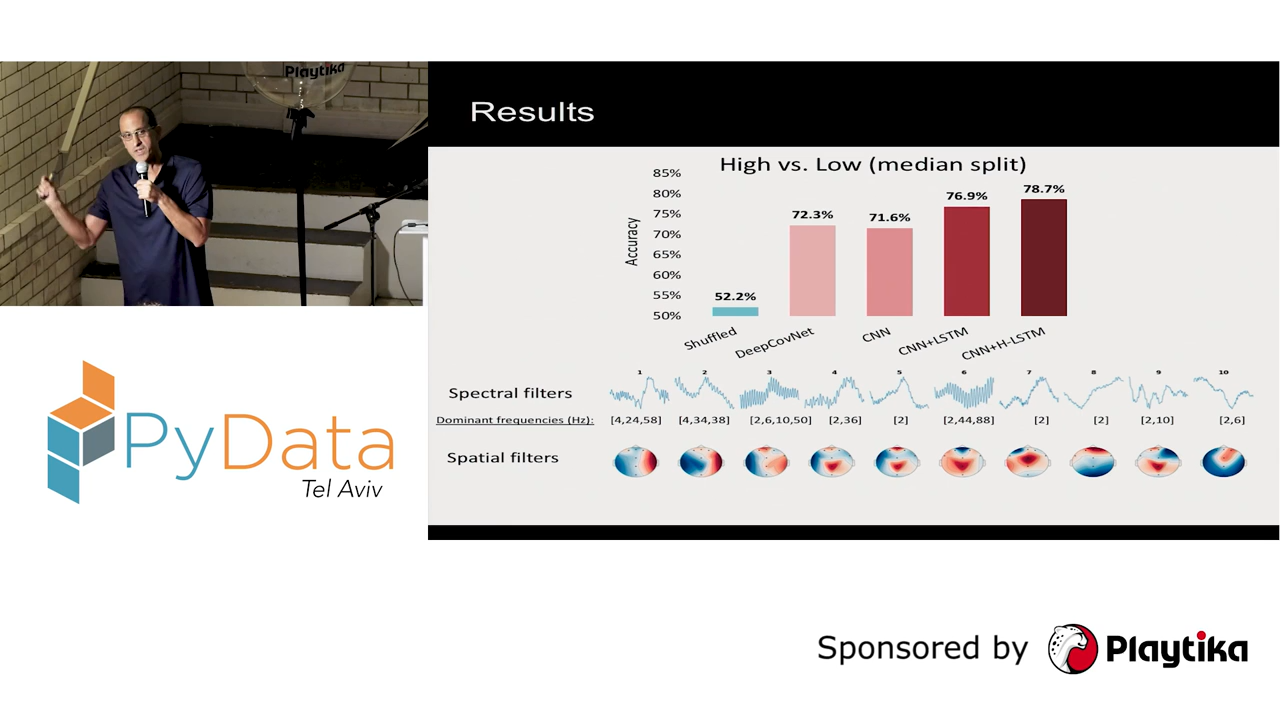 Playtika
Results
High vs. Low (median split)
Accuracy
85%
80%
75%
70%
65%
60%
55%
50%
52.2%
72.3%
71.6%
76.9%
78.7%
Shuffled
DeepCovNet
CNN
CNN+LSTM
CNN+H-LSTM
1 2 3 4 5 6 7 8 9 10
Spectral filters
Dominant frequencies (Hz): [4,24,58] [4,34,38] [2,6,10,50] [2,36] [2] [2,44,88] [2] [2] [2,10] [2,6]
Spatial filters
PyData
Tel Aviv
Sponsored by Playtika